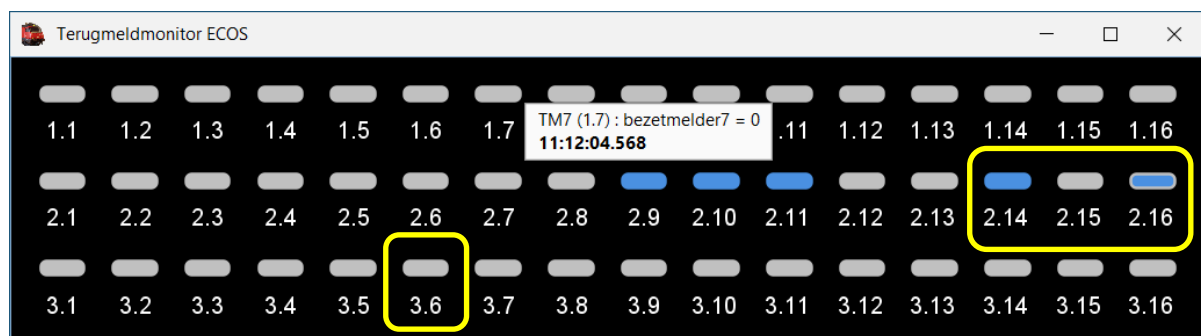 Terugmeldmonitor ECOS
1.1 1.2 1.3 1.4 1.5 1.6 1.7 .11 1.12 1.13 1.14 1.15 1.16
TM7 (1.7) : bezetmelder7 = 0
11:12:04.568
2.1 2.2 2.3 2.4 2.5 2.6 2.7 2.8 2.9 2.10 2.11 2.12 2.13 2.14 2.15 2.16
3.1 3.2 3.3 3.4 3.5 3.6 3.7 3.8 3.9 3.10 3.11 3.12 3.13 3.14 3.15 3.16